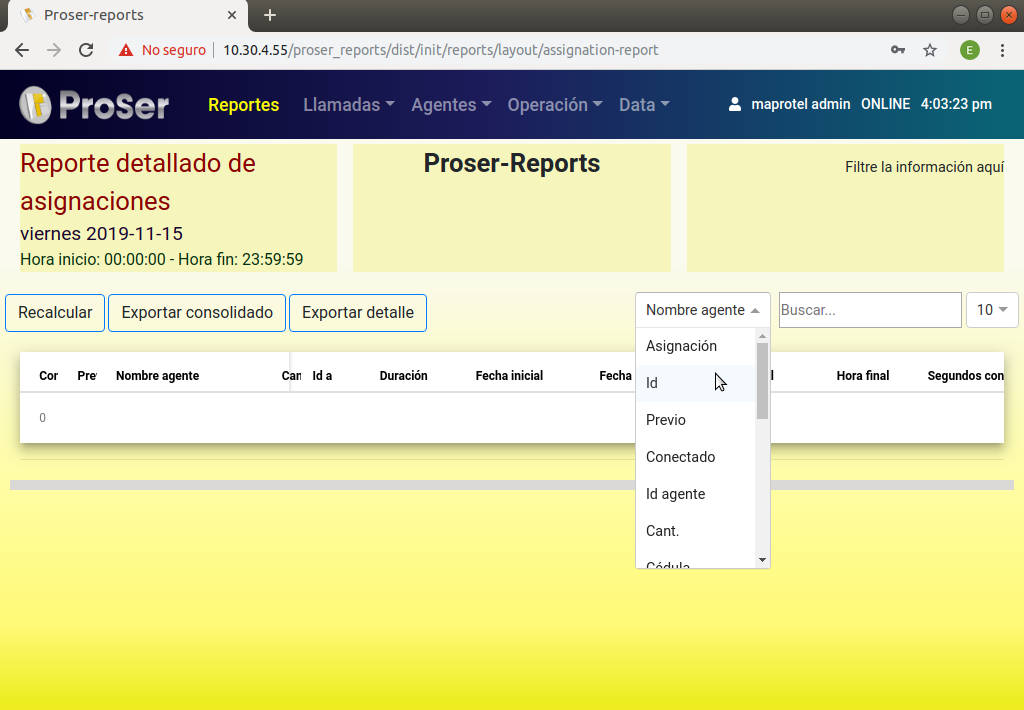 Proser-reports
No seguro
10.30.4.55/proser_reports/dist/init/reports/layout/assignation-report
E
ProSer
Reportes
Llamadas
Agentes
Operación
Data
maprotel admin
ONLINE
4:03:23 pm
Reporte detallado de
asignaciones
viernes 2019-11-15
Hora inicio: 00:00:00 - Hora fin: 23:59:59
Proser-Reports
Filtre la información aquí
Recalcular
Exportar consolidado
Exportar detalle
Nombre agente
Buscar...
10
Asignación
Id
Previo
Conectado
Id agente
Cant.
Cédula
Cor
Pre
Nombre agente
Can
Id a
Duración
Fecha inicial
Fecha
Hora final
Segundos con
0